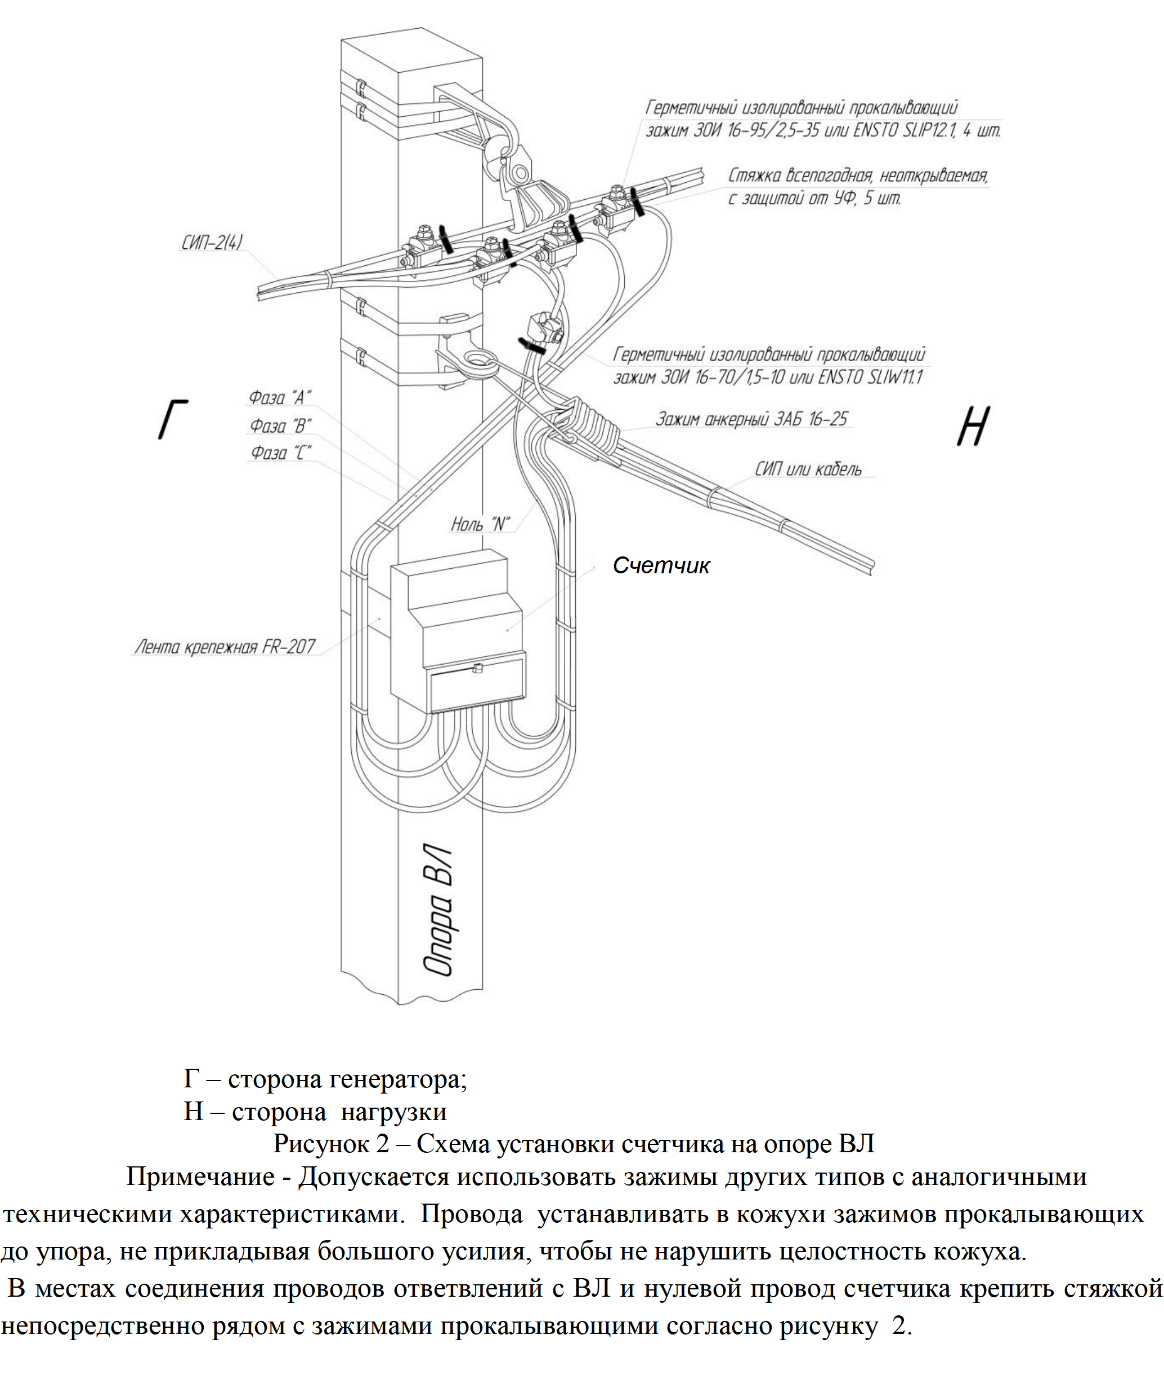 Герметичный изолированный прокалывающий
зажим ЗОИ 16-95/2,5-35 или ENSTO SLIP12.1, 4 шт.
Стяжка всепогодная, неоткрываемая,
с защитой от УФ, 5 шт.
СИП-2(4)
Герметичный изолированный прокалывающий
зажим ЗОИ 16-70/1,5-10 или ENSTO SLIW11.1
Фаза "А"
Фаза "В"
Фаза "С"
Г
Н
Зажим анкерный ЗАБ 16-25
СИП или кабель
Ноль "N"
Счетчик
Лента крепежная FR-207
Опора ВЛ
Г – сторона генератора;
Н – сторона нагрузки
Рисунок 2 – Схема установки счетчика на опоре ВЛ
Примечание - Допускается использовать зажимы других типов с аналогичными
техническими характеристиками. Провода устанавливать в кожухи зажимов прокалывающих
до упора, не прикладывая большого усилия, чтобы не нарушить целостность кожуха.
В местах соединения проводов ответвлений с ВЛ и нулевой провод счетчика крепить стяжкой
непосредственно рядом с зажимами прокалывающими согласно рисунку 2.